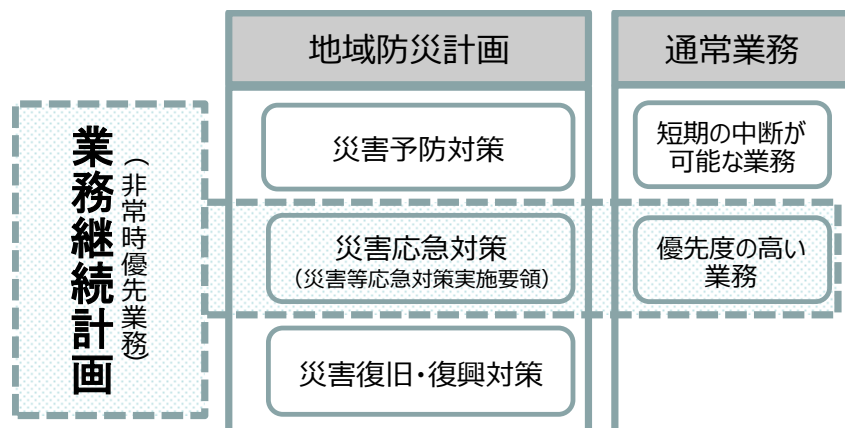 地域防災計画
通常業務
業務継続計画
（非常時優先業務）
災害予防対策
短期の中断が
可能な業務
災害応急対策
（災害等応急対策実施要領）
優先度の高い
業務
災害復旧・復興対策